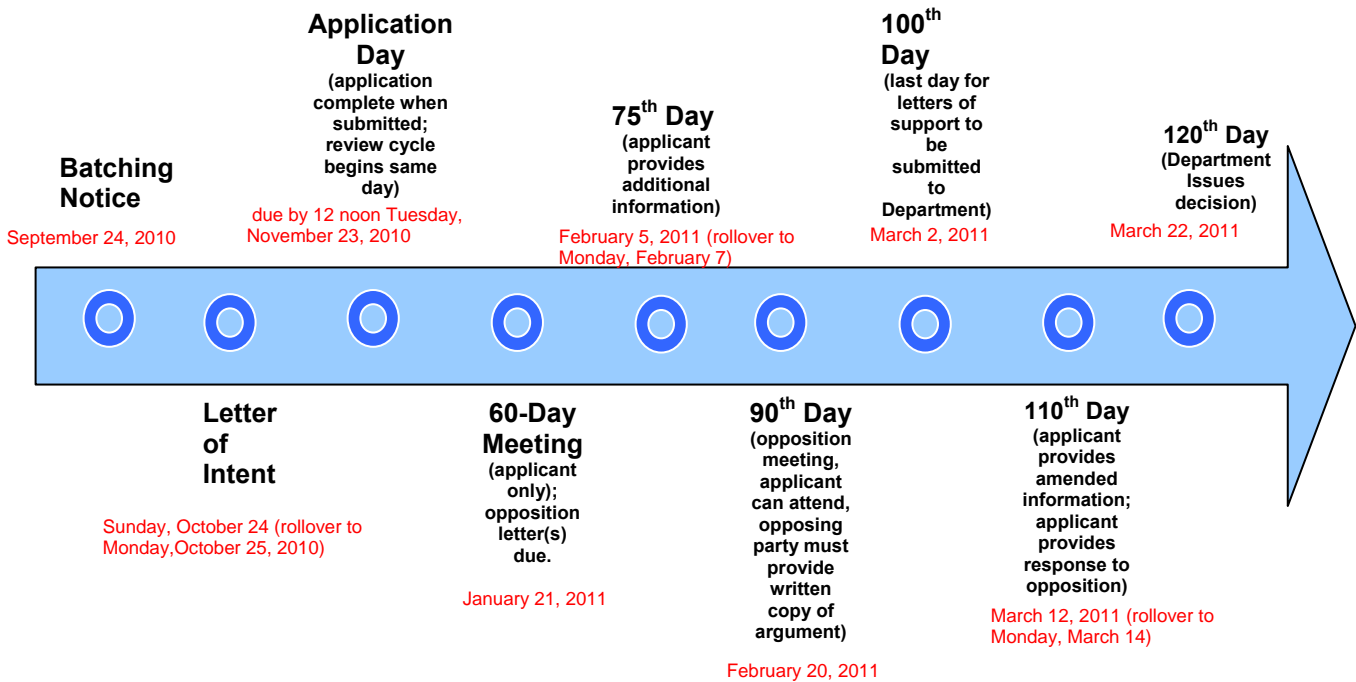 Batching
Notice
September 24, 2010
Letter
of
Intent
Sunday, October 24 (rollover to
Monday,October 25, 2010)
Application
Day
(application
complete when
submitted;
review cycle
begins same
day)
due by 12 noon Tuesday,
November 23, 2010
60-Day
Meeting
(applicant
only);
opposition
letter(s)
due.
January 21, 2011
75th Day
(applicant
provides
additional
information)
February 5, 2011 (rollover to
Monday, February 7)
90th Day
(opposition
meeting,
applicant
can attend,
opposing
party must
provide
written
copy of
argument)
February 20, 2011
100th
Day
(last day for
letters of
support to
be
submitted
to
Department)
March 2, 2011
110th Day
(applicant
provides
amended
information;
applicant
provides
response to
opposition)
March 12, 2011 (rollover to
Monday, March 14)
120th Day
(Department
Issues
decision)
March 22, 2011